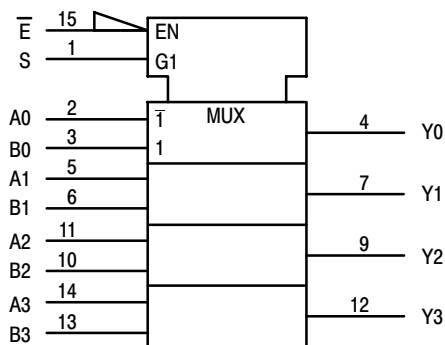 E̅ 15 EN
S 1 G1
MUX
A0 2 1̅
B0 3 1
4 Y0
A1 5
B1 6
7 Y1
A2 11
B2 10
9 Y2
A3 14
B3 13
12 Y3